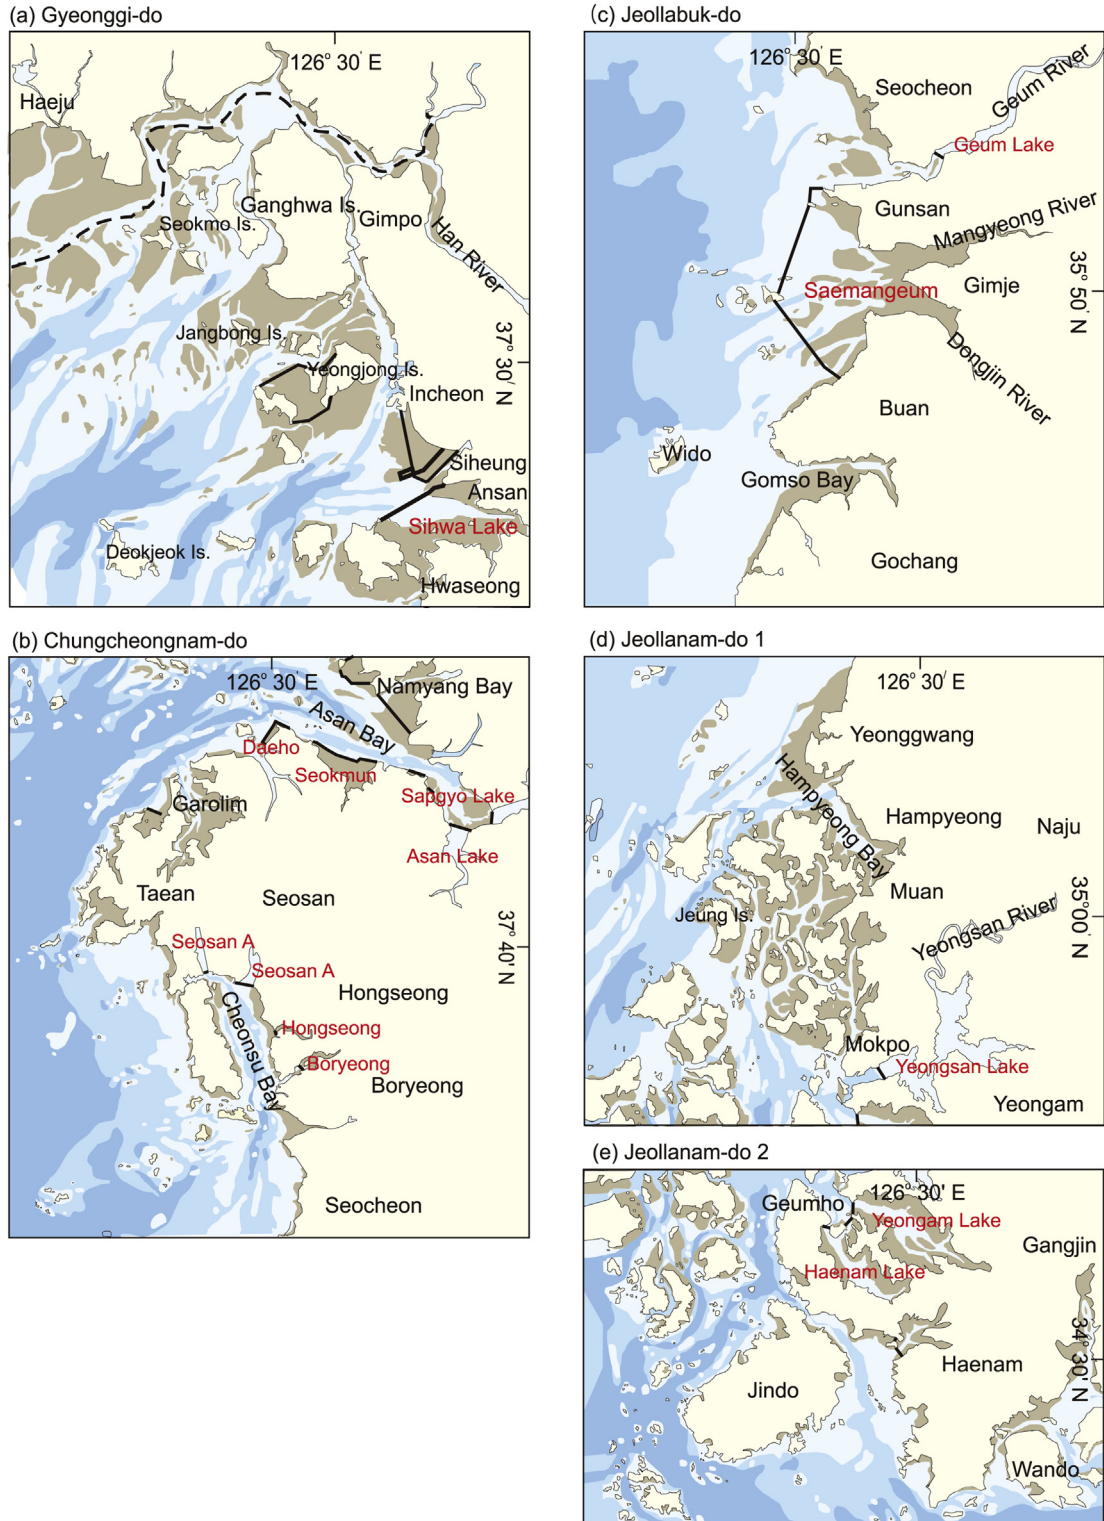 (a) Gyeonggi-do
126° 30′ E
Haeju
Ganghwa Is.
Gimpo
Seokmo Is.
Han River
Jangbong Is.
37° 30′ N
Yeongjong Is.
Incheon
Siheung
Ansan
Sihwa Lake
Deokjeok Is.
Hwaseong
(b) Chungcheongnam-do
126° 30′ E
Namyang Bay
Asan Bay
Daeho
Seokmun
Sapgyo Lake
Garolim
Asan Lake
Taean
Seosan
37° 40′ N
Seosan A
Seosan A
Hongseong
Cheonsu Bay
Hongseong
Boryeong
Boryeong
Seocheon
(c) Jeollabuk-do
126° 30′ E
Seocheon
Geum River
Geum Lake
Gunsan
Mangyeong River
35° 50′ N
Gimje
Saemangeum
Dongjin River
Buan
Wido
Gomso Bay
Gochang
(d) Jeollanam-do 1
126° 30′ E
Yeonggwang
Hampyeong Bay
Hampyeong
Naju
Muan
Jeung Is.
35°00′ N
Yeongsan River
Mokpo
Yeongsan Lake
Yeongam
(e) Jeollanam-do 2
126° 30' E
Geumho
Yeongam Lake
Gangjin
Haenam Lake
34° 30' N
Haenam
Jindo
Wando